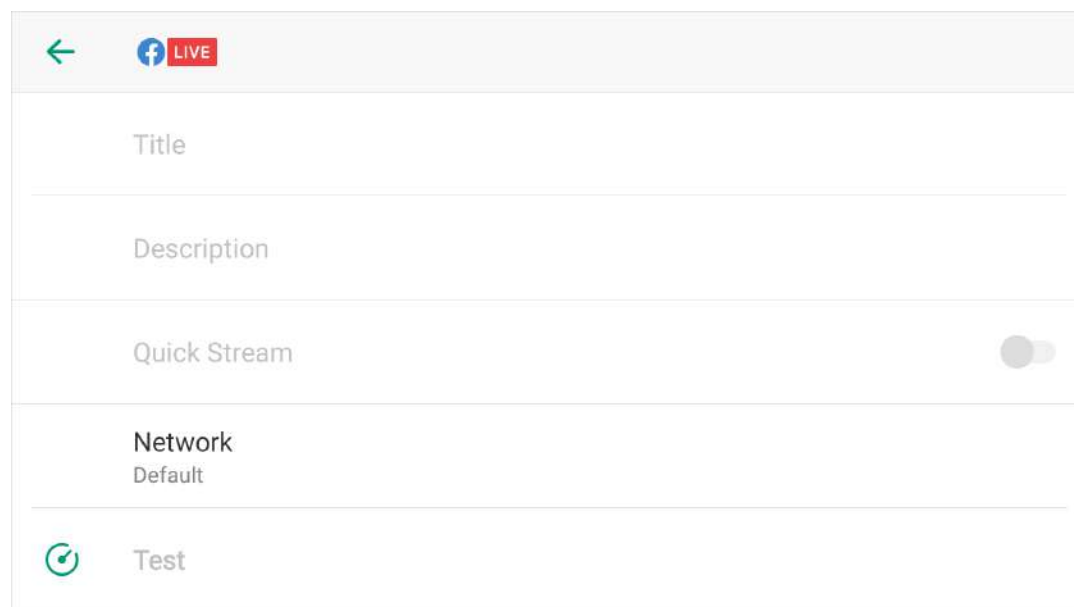 LIVE
Title
Description
Quick Stream
Network
Default
Test